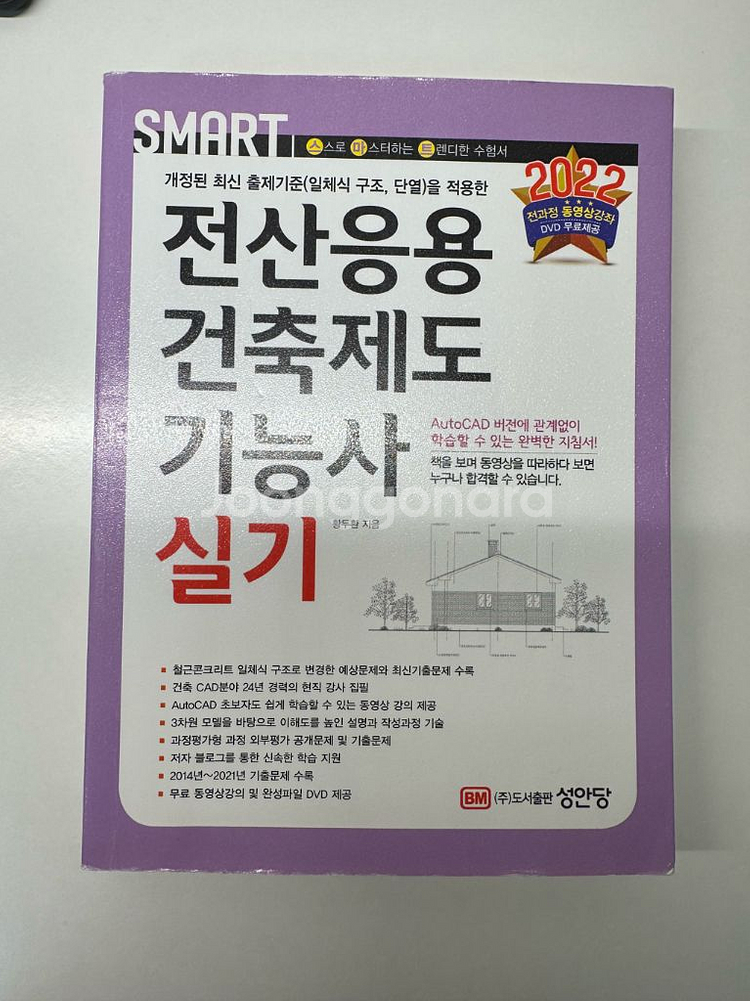 SMART
스스로 마스터하는 트렌디한 수험서
2022
전과정 동영상강좌
DVD 무료제공
개정된 최신 출제기준(일체식 구조, 단열)을 적용한
전산응용
건축제도
기능사
실기
AutoCAD 버전에 관계없이
학습할 수 있는 완벽한 지침서!
책을 보며 동영상을 따라하다 보면
누구나 합격할 수 있습니다.
joonggonara
황두환 지음
철근콘크리트 일체식 구조로 변경한 예상문제와 최신기출문제 수록
건축 CAD분야 24년 경력의 현직 강사 집필
AutoCAD 초보자도 쉽게 학습할 수 있는 동영상 강의 제공
3차원 모델을 바탕으로 이해도를 높인 설명과 작성과정 기술
과정평가형 과정 외부평가 공개문제 및 기출문제
저자 블로그를 통한 신속한 학습 지원
2014년~2021년 기출문제 수록
무료 동영상강의 및 완성파일 DVD 제공
BM (주)도서출판 성안당